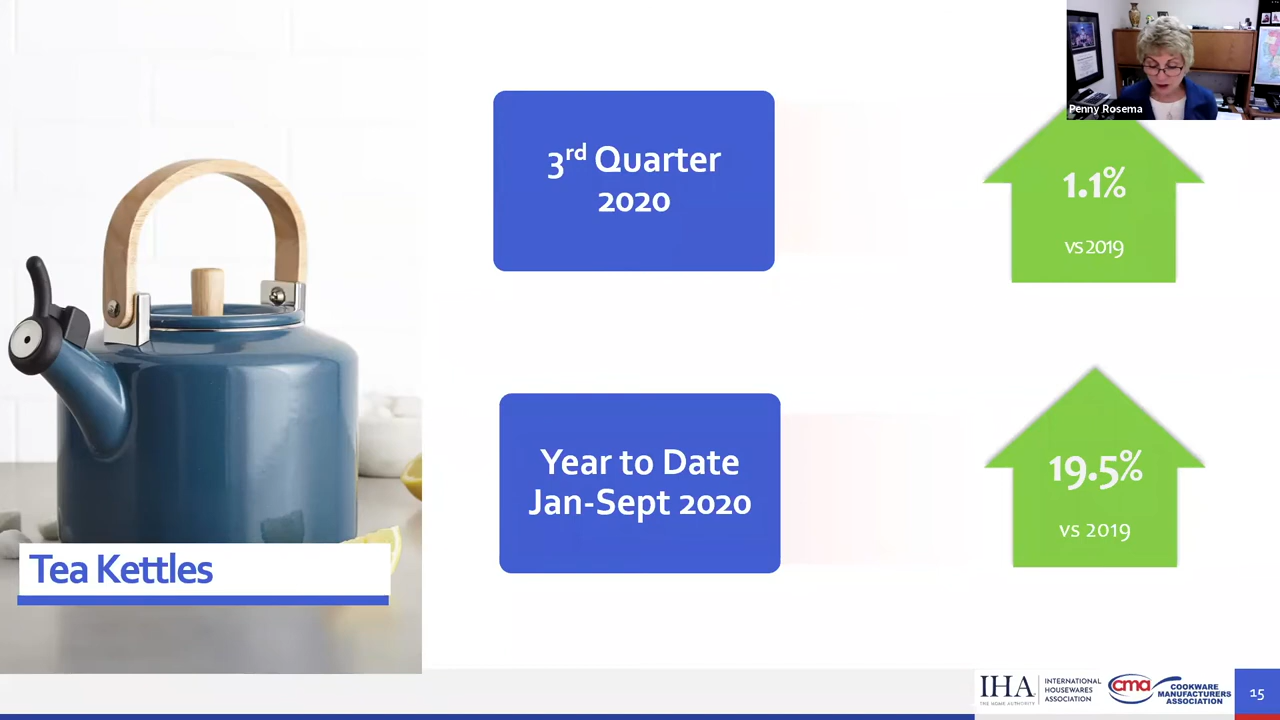 Penny Rosema
3rd Quarter
2020
1.1%
vs 2019
Year to Date
Jan-Sept 2020
19.5%
vs 2019
Tea Kettles
IHA
THE HOME AUTHORITY
INTERNATIONAL
HOUSEWARES
ASSOCIATION
cma
COOKWARE
MANUFACTURERS
ASSOCIATION
15